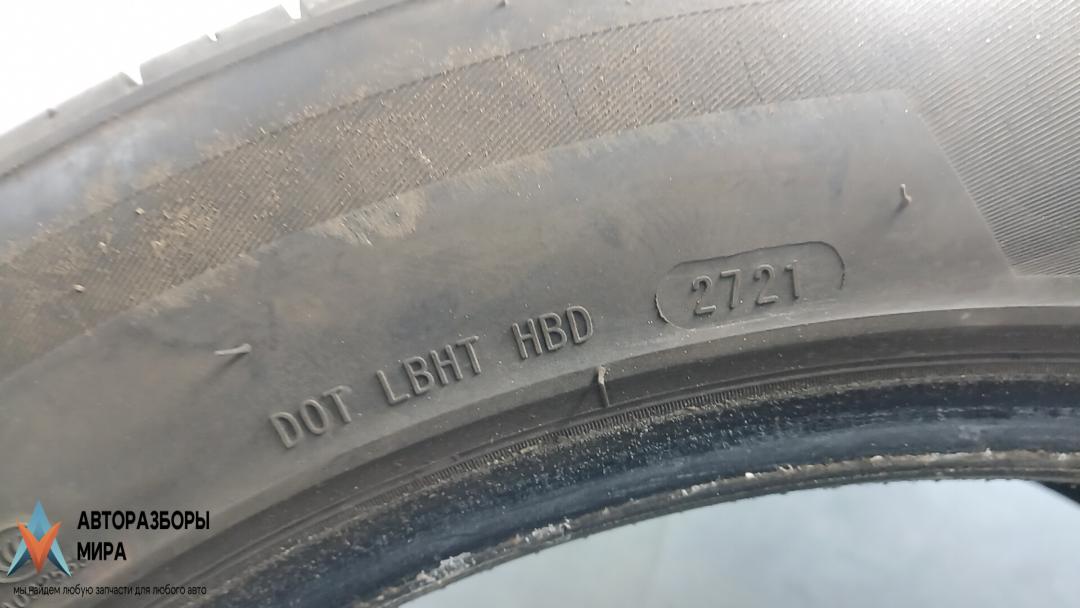 DOT LBHT HBD 2721
АВТОРАЗБОРЫ
МИРА
мы найдем любую запчасти для любого авто